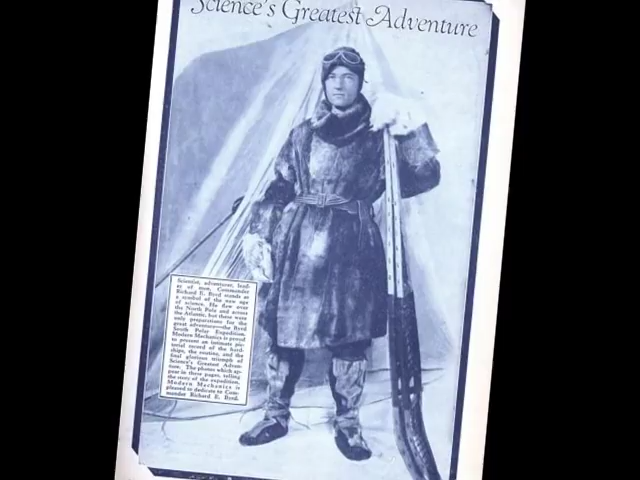 Science's Greatest Adventure
Scientist, adventurer, lead-
er of men, Commander
Richard E. Byrd stands as
a symbol of the new age
of science. He flew over
the North Pole and across
the Atlantic, but these were
only preparations for the
great adventure—the Byrd
South Polar Expedition.
Modern Mechanics is proud
to present an intimate pic-
torial record of the hard-
ships, the routine, and the
final glorious triumph of
Science's Greatest Adven-
ture. The photos which ap-
pear in these pages, telling
the story of the expedition,
Modern Mechanics is
pleased to dedicate to Com-
mander Richard E. Byrd.